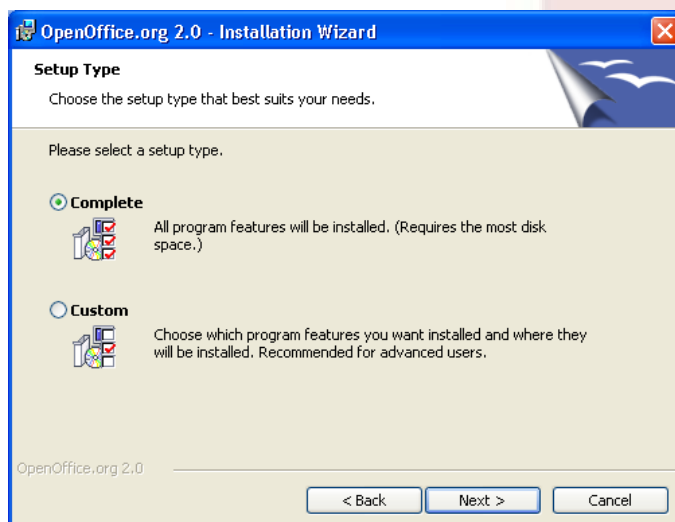 OpenOffice.org 2.0 - Installation Wizard
Setup Type
Choose the setup type that best suits your needs.
Please select a setup type.
Complete
All program features will be installed. (Requires the most disk
space.)
Custom
Choose which program features you want installed and where they
will be installed. Recommended for advanced users.
OpenOffice.org 2.0
< Back Next > Cancel